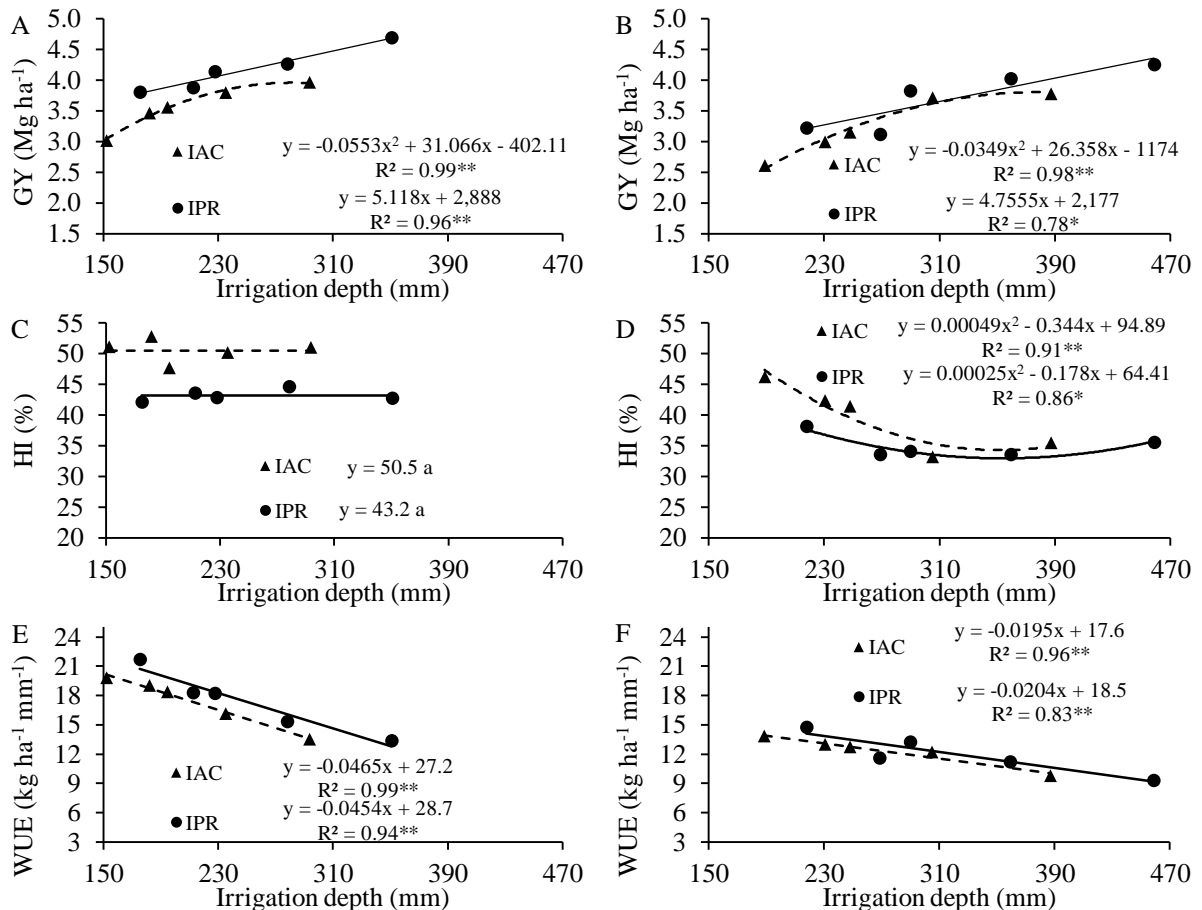 A
GY (Mg ha⁻¹)
5.0
4.5
4.0
3.5
3.0
2.5
2.0
1.5
IAC
y = -0.0553x² + 31.066x - 402.11
R² = 0.99**
IPR
y = 5.118x + 2,888
R² = 0.96**
150 230 310 390 470
Irrigation depth (mm)
B
GY (Mg ha⁻¹)
5.0
4.5
4.0
3.5
3.0
2.5
2.0
1.5
y = -0.0349x² + 26.358x - 1174
IAC
R² = 0.98**
y = 4.7555x + 2,177
IPR
R² = 0.78*
150 230 310 390 470
Irrigation depth (mm)
C
HI (%)
55
50
45
40
35
30
25
20
IAC y = 50.5 a
IPR y = 43.2 a
150 230 310 390 470
Irrigation depth (mm)
D
HI (%)
55
50
45
40
35
30
25
20
IAC y = 0.00049x² - 0.344x + 94.89
R² = 0.91**
IPR y = 0.00025x² - 0.178x + 64.41
R² = 0.86*
150 230 310 390 470
Irrigation depth (mm)
E
WUE (kg ha⁻¹ mm⁻¹)
24
21
18
15
12
9
6
3
IAC y = -0.0465x + 27.2
R² = 0.99**
y = -0.0454x + 28.7
IPR R² = 0.94**
150 230 310 390 470
Irrigation depth (mm)
F
WUE (kg ha⁻¹ mm⁻¹)
24
21
18
15
12
9
6
3
y = -0.0195x + 17.6
IAC
R² = 0.96**
IPR y = -0.0204x + 18.5
R² = 0.83**
150 230 310 390 470
Irrigation depth (mm)